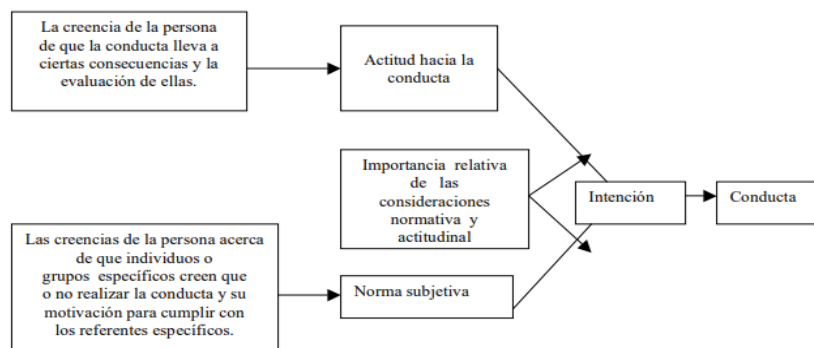 La creencia de la persona
de que la conducta lleva a
ciertas consecuencias y la
evaluación de ellas.
Actitud hacia la
conducta
Importancia relativa
de las
consideraciones
normativa y
actitudinal
Intención
Conducta
Las creencias de la persona acerca
de que individuos o
grupos específicos creen que
o no realizar la conducta y su
motivación para cumplir con
los referentes específicos.
Norma subjetiva